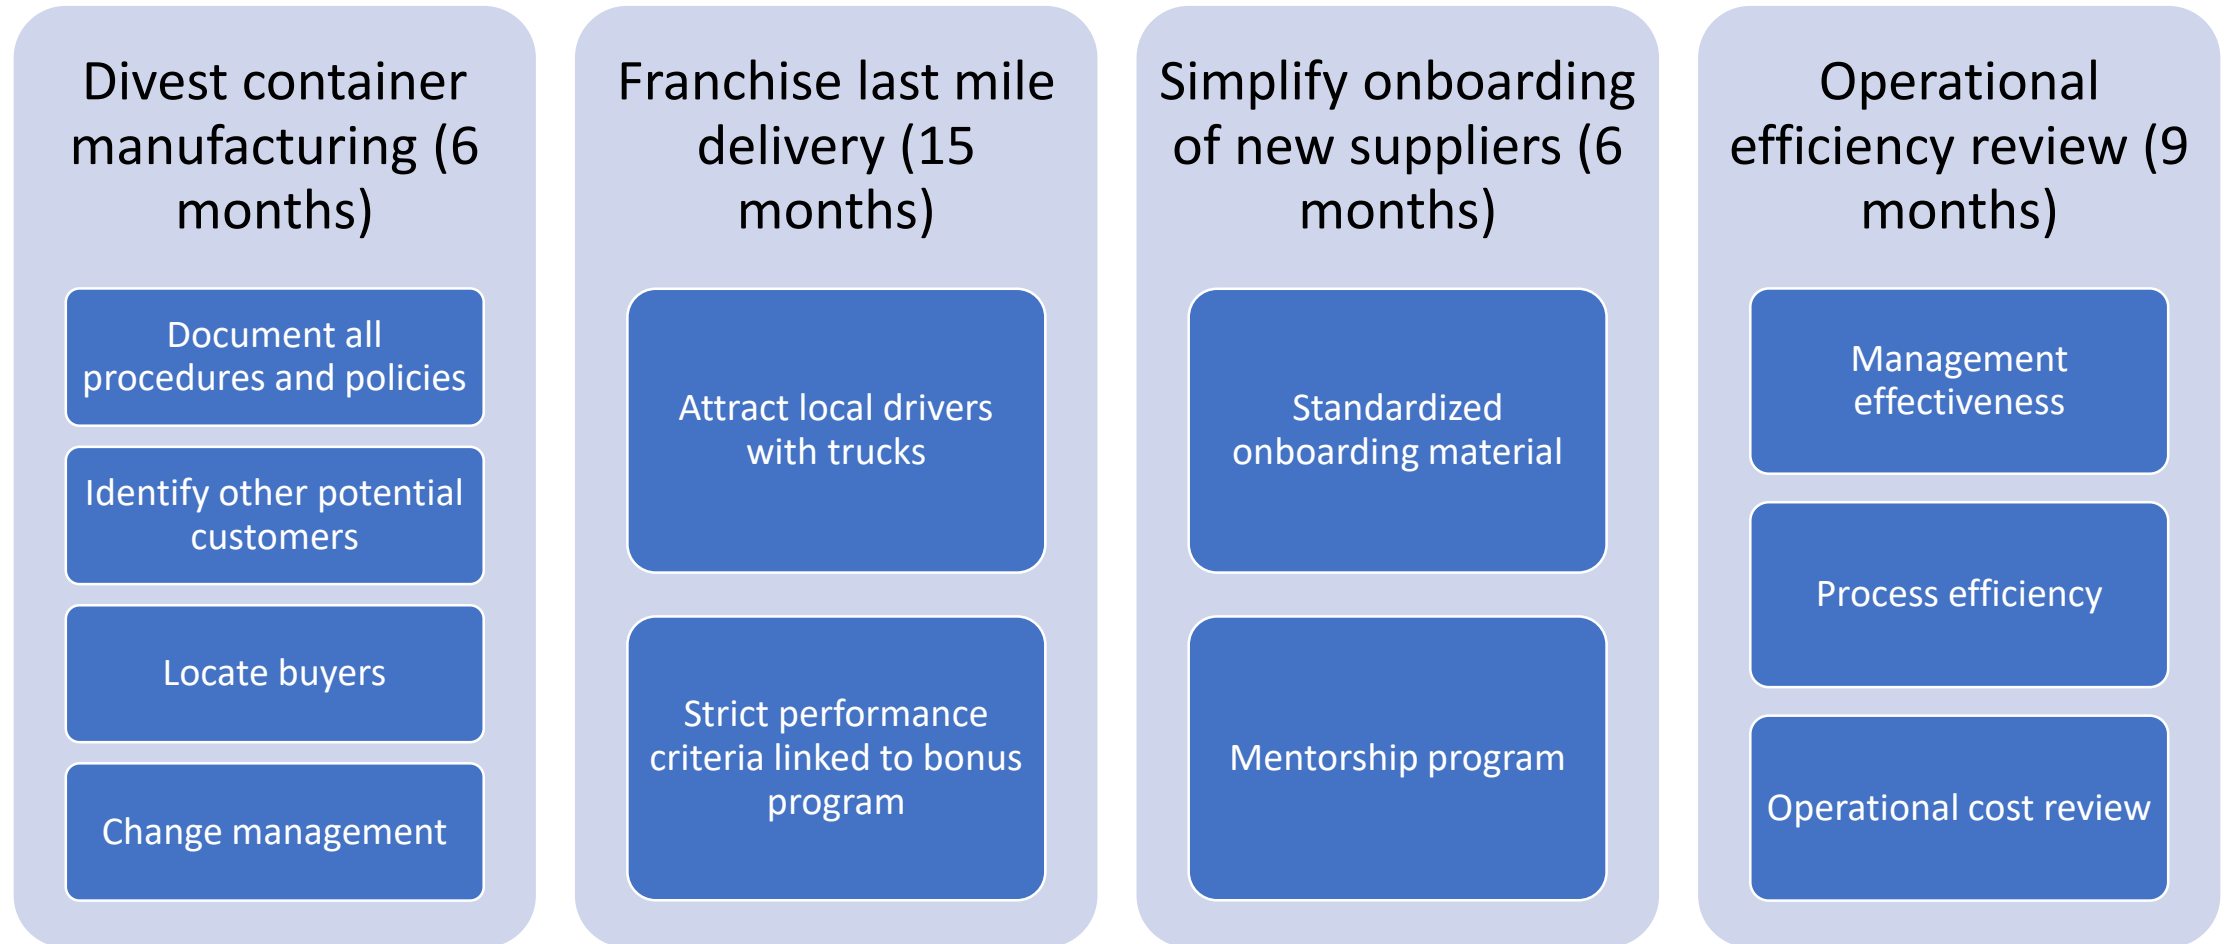 Divest container
manufacturing (6
months)
Document all
procedures and policies
Identify other potential
customers
Locate buyers
Change management
Franchise last mile
delivery (15
months)
Attract local drivers
with trucks
Strict performance
criteria linked to bonus
program
Simplify onboarding
of new suppliers (6
months)
Standardized
onboarding material
Mentorship program
Operational
efficiency review (9
months)
Management
effectiveness
Process efficiency
Operational cost review